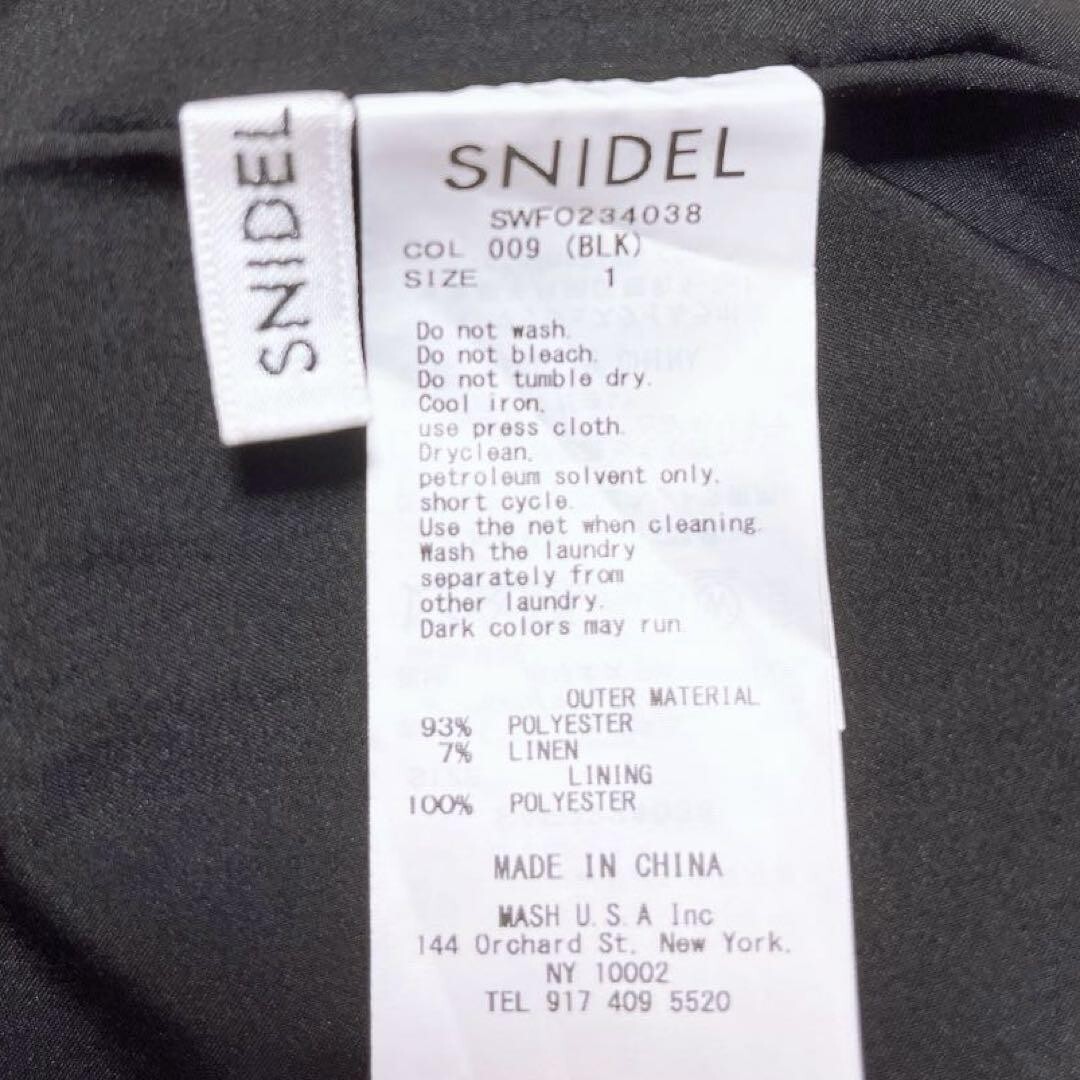 SNIDEL
SNIDEL
SWFO234038
COL 009 (BLK)
SIZE 1
Do not wash.
Do not bleach.
Do not tumble dry.
Cool iron,
use press cloth.
Dryclean,
petroleum solvent only,
short cycle.
Use the net when cleaning.
Wash the laundry
separately from
other laundry.
Dark colors may run.
OUTER MATERIAL
93% POLYESTER
7% LINEN
LINING
100% POLYESTER
MADE IN CHINA
MASH U.S.A Inc
144 Orchard St, New York,
NY 10002
TEL 917 409 5520